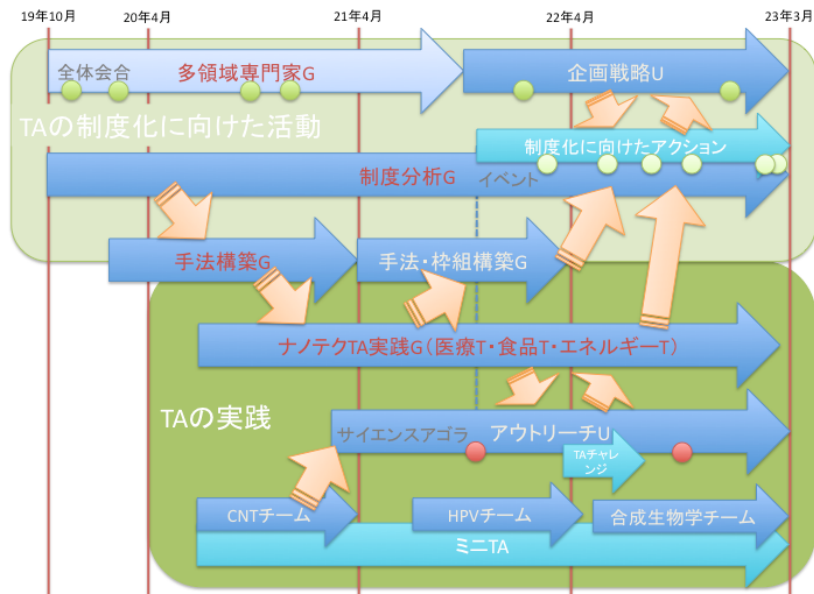 19年10月
20年4月
21年4月
22年4月
23年3月
全体会合
多領域専門家G
企画戦略U
TAの制度化に向けた活動
制度化に向けたアクション
制度分析G
イベント
手法構築G
手法・枠組構築G
ナノテクTA実践G(医療T・食品T・エネルギーT)
TAの実践
サイエンスアゴラ
アウトリーチU
TAチャレ
ンジ
CNTチーム
HPVチーム
合成生物学チーム
ミニTA